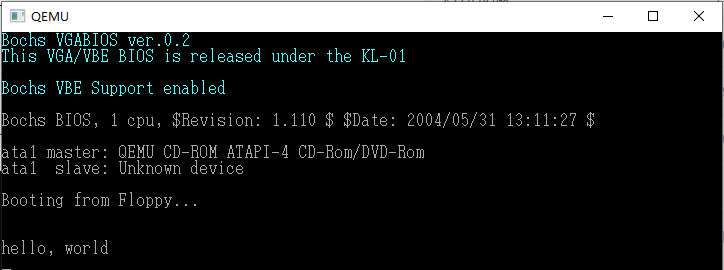 QEMU
Bochs VGABIOS ver.0.2
This VGA/VBE BIOS is released under the KL-01
Bochs VBE Support enabled
Bochs BIOS, 1 cpu, $Revision: 1.110 $ $Date: 2004/05/31 13:11:27 $
ata1 master: QEMU CD-ROM ATAPI-4 CD-Rom/DVD-Rom
ata1  slave: Unknown device
Booting from Floppy...
hello, world